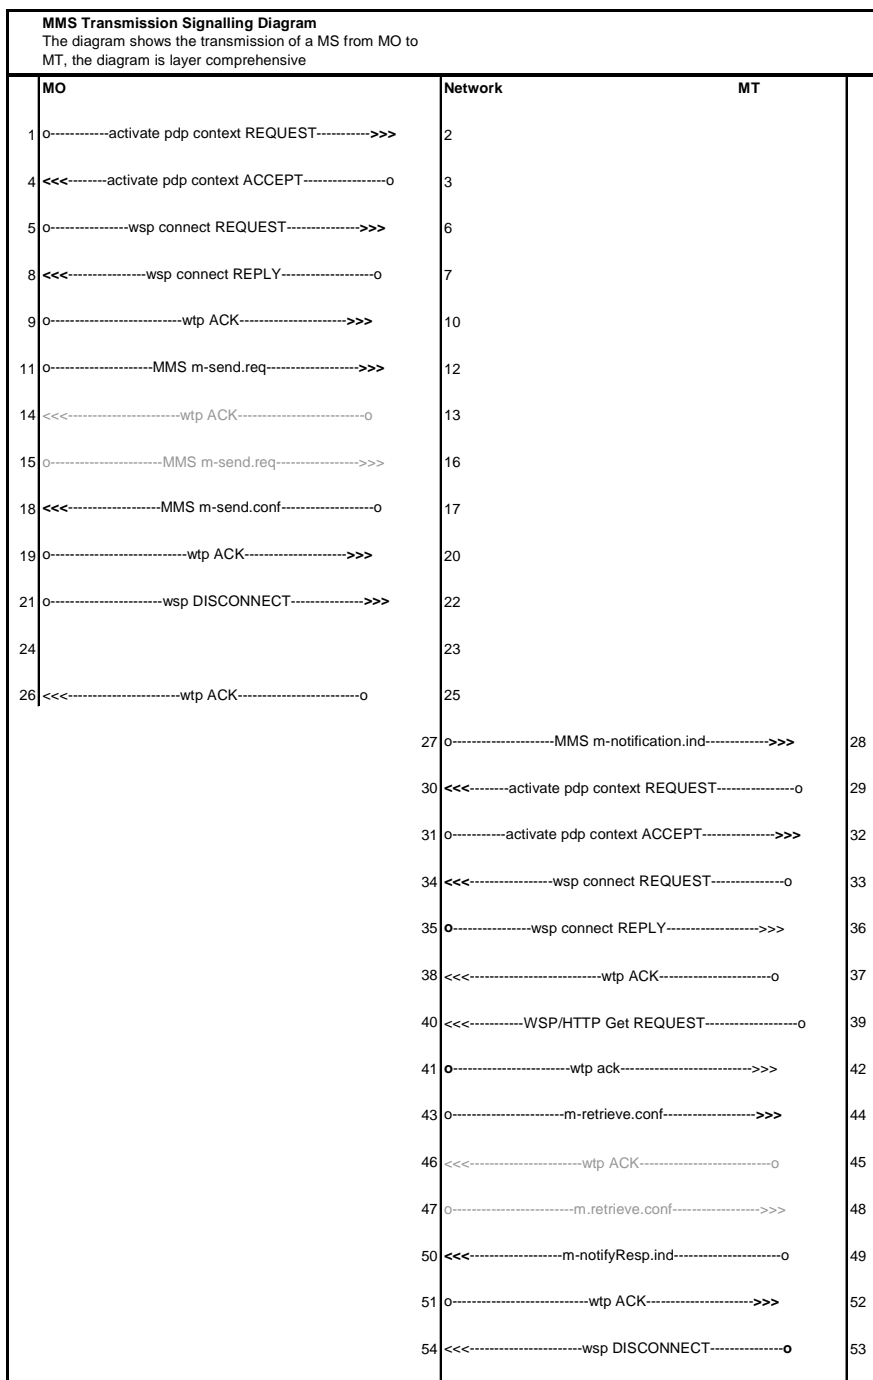 MMS Transmission Signalling Diagram
The diagram shows the transmission of a MS from MO to
MT, the diagram is layer comprehensive
MO Network MT
1 o------------activate pdp context REQUEST----------->>> 2
4 <<<--------activate pdp context ACCEPT-----------------o 3
5 o----------------wsp connect REQUEST--------------->>> 6
8 <<<----------------wsp connect REPLY-------------------o 7
9 o---------------------------wtp ACK---------------------->>> 10
11 o---------------------MMS m-send.req------------------->>> 12
14 <<<-----------------------wtp ACK--------------------------o 13
15 o-----------------------MMS m-send.req----------------->>> 16
18 <<<-------------------MMS m-send.conf-------------------o 17
19 o----------------------------wtp ACK--------------------->>> 20
21 o-----------------------wsp DISCONNECT--------------->>> 22
24 23
26 <<<-----------------------wtp ACK-------------------------o 25
27 o---------------------MMS m-notification.ind------------->>> 28
30 <<<--------activate pdp context REQUEST----------------o 29
31 o-----------activate pdp context ACCEPT--------------->>> 32
34 <<<-----------------wsp connect REQUEST---------------o 33
35 o----------------wsp connect REPLY------------------->>> 36
38 <<<---------------------------wtp ACK-----------------------o 37
40 <<<-----------WSP/HTTP Get REQUEST-------------------o 39
41 o------------------------wtp ack--------------------------->>> 42
43 o-----------------------m-retrieve.conf------------------->>> 44
46 <<<-----------------------wtp ACK---------------------------o 45
47 o-------------------------m.retrieve.conf------------------>>> 48
50 <<<-------------------m-notifyResp.ind----------------------o 49
51 o----------------------------wtp ACK---------------------->>> 52
54 <<<-----------------------wsp DISCONNECT---------------o 53